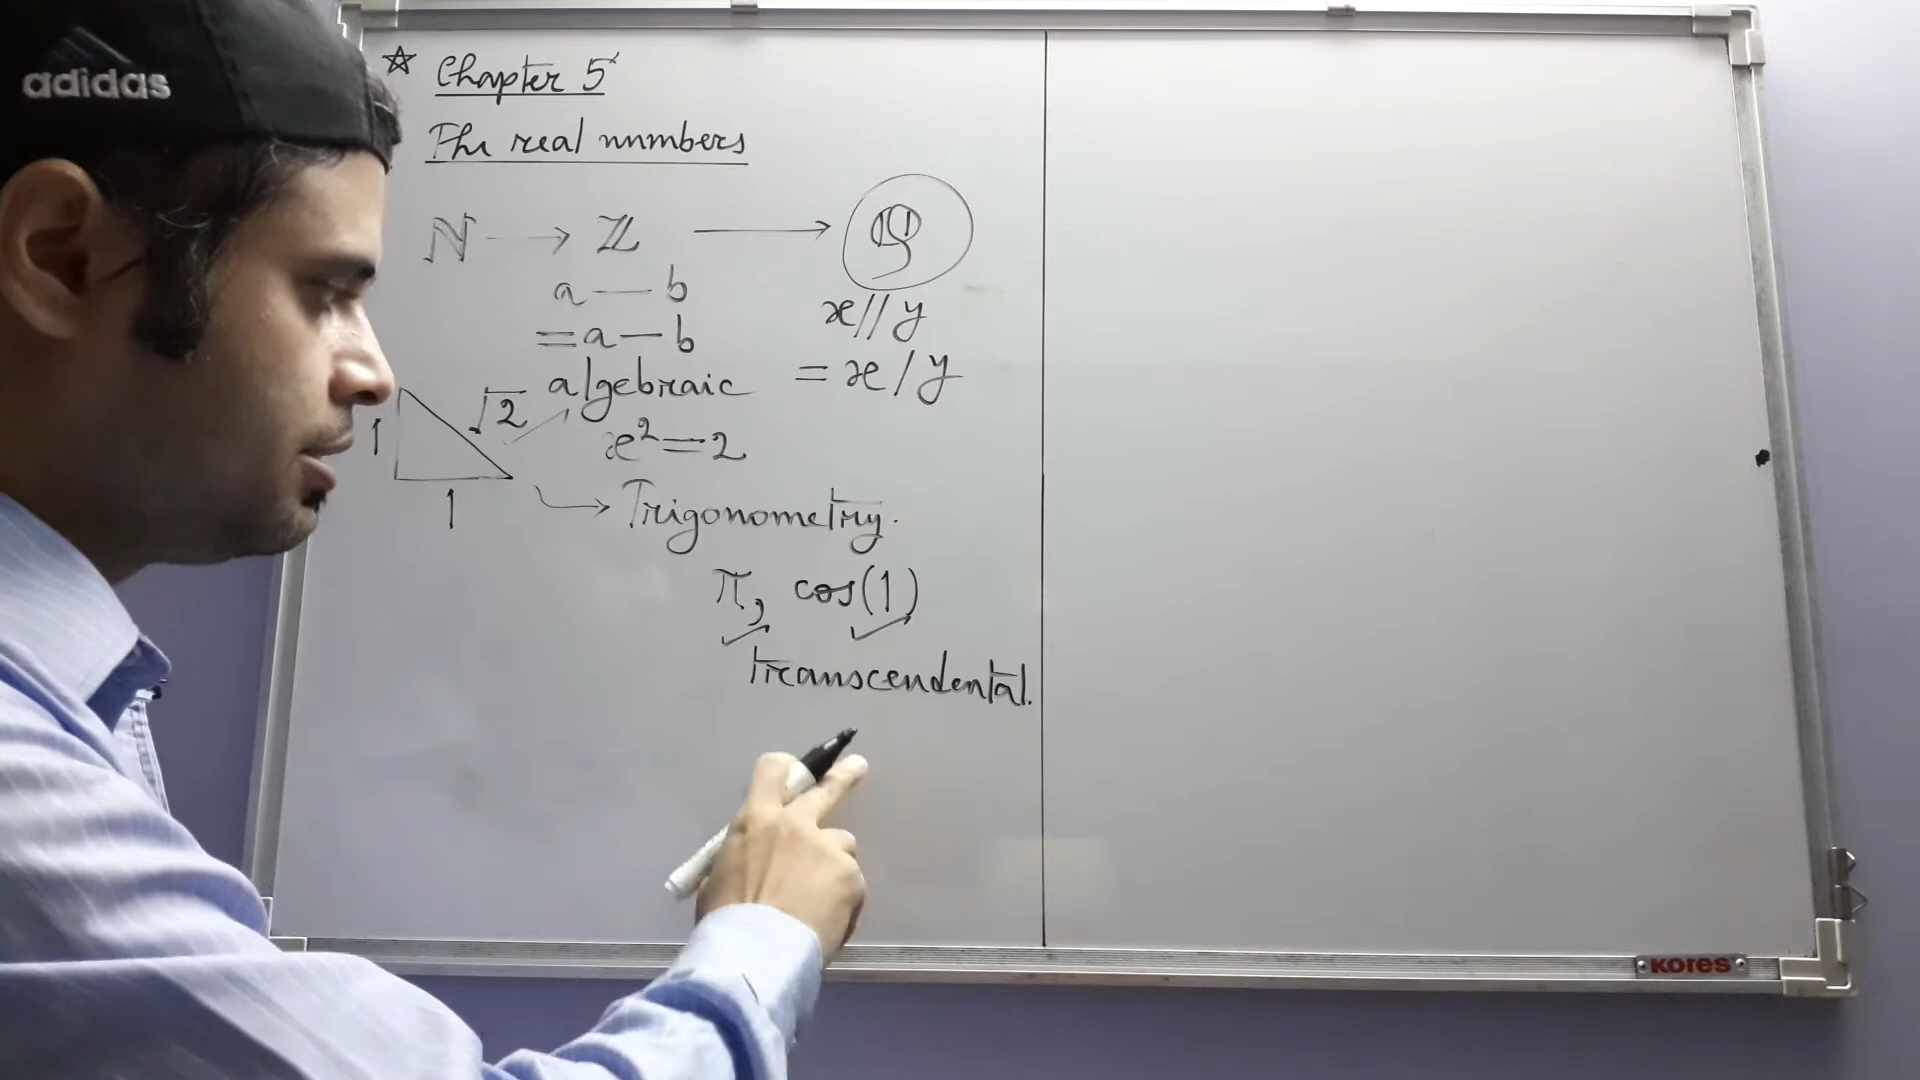 adidas
☆ Chapter 5
The real numbers
ℕ → ℤ → ℚ
a — b
= a — b
x // y
= x / y
algebraic
x² = 2
1
√2
1
→ Trigonometry.
π, cos(1)
transcendental.
KORES